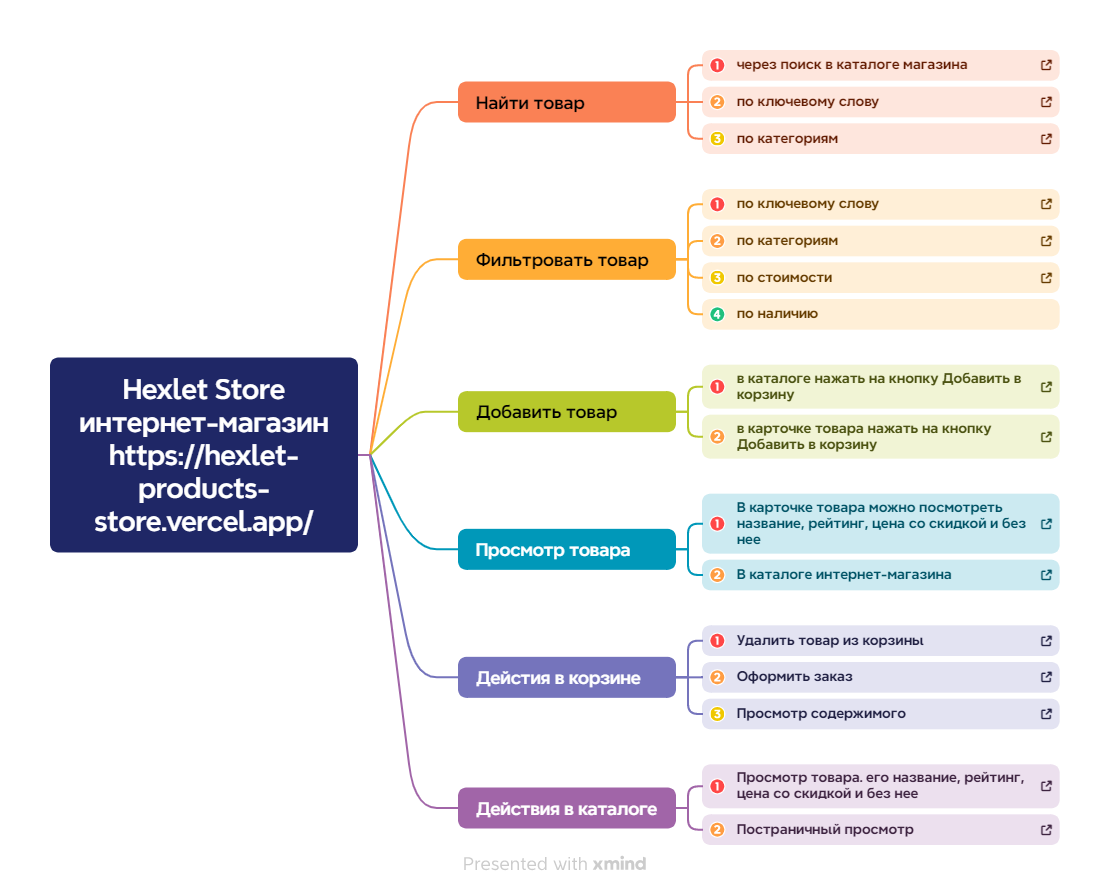 Hexlet Store
интернет-магазин
https://hexlet-
products-
store.vercel.app/
Найти товар
1 через поиск в каталоге магазина
2 по ключевому слову
3 по категориям
Фильтровать товар
1 по ключевому слову
2 по категориям
3 по стоимости
4 по наличию
Добавить товар
1 в каталоге нажать на кнопку Добавить в
корзину
2 в карточке товара нажать на кнопку
Добавить в корзину
Просмотр товара
1 В карточке товара можно посмотреть
название, рейтинг, цена со скидкой и без
нее
2 В каталоге интернет-магазина
Дейстия в корзине
1 Удалить товар из корзины
2 Оформить заказ
3 Просмотр содержимого
Действия в каталоге
1 Просмотр товара. его название, рейтинг,
цена со скидкой и без нее
2 Постраничный просмотр
Presented with xmind